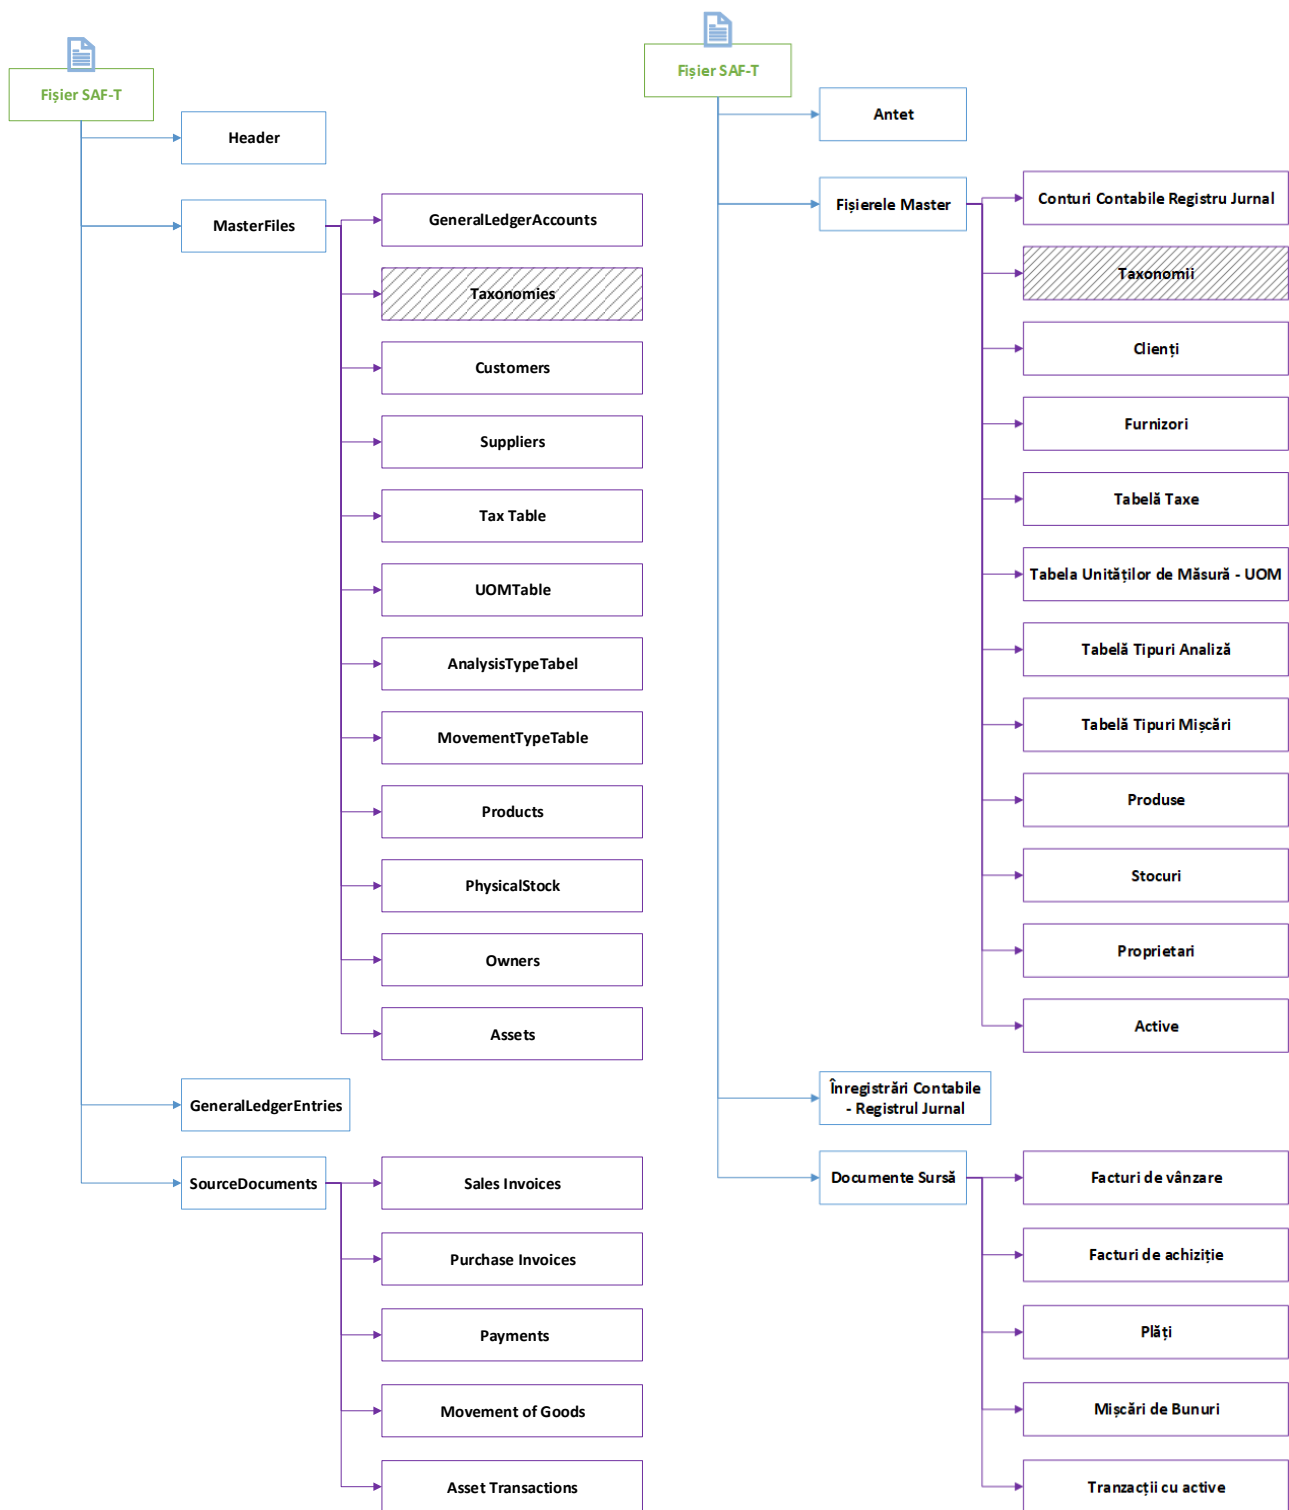 Fișier SAF-T
Header
MasterFiles
GeneralLedgerAccounts
Taxonomies
Customers
Suppliers
Tax Table
UOMTable
AnalysisTypeTabel
MovementTypeTable
Products
PhysicalStock
Owners
Assets
GeneralLedgerEntries
SourceDocuments
Sales Invoices
Purchase Invoices
Payments
Movement of Goods
Asset Transactions
Fișier SAF-T
Antet
Fișierele Master
Conturi Contabile Registru Jurnal
Taxonomii
Clienți
Furnizori
Tabelă Taxe
Tabela Unităților de Măsură - UOM
Tabelă Tipuri Analiză
Tabelă Tipuri Mișcări
Produse
Stocuri
Proprietari
Active
Înregistrări Contabile
- Registrul Jurnal
Documente Sursă
Facturi de vânzare
Facturi de achiziție
Plăți
Mișcări de Bunuri
Tranzacții cu active